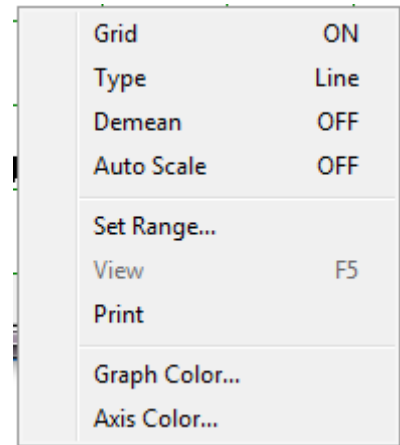 Grid ON
Type Line
Demean OFF
Auto Scale OFF
Set Range...
View F5
Print
Graph Color...
Axis Color...